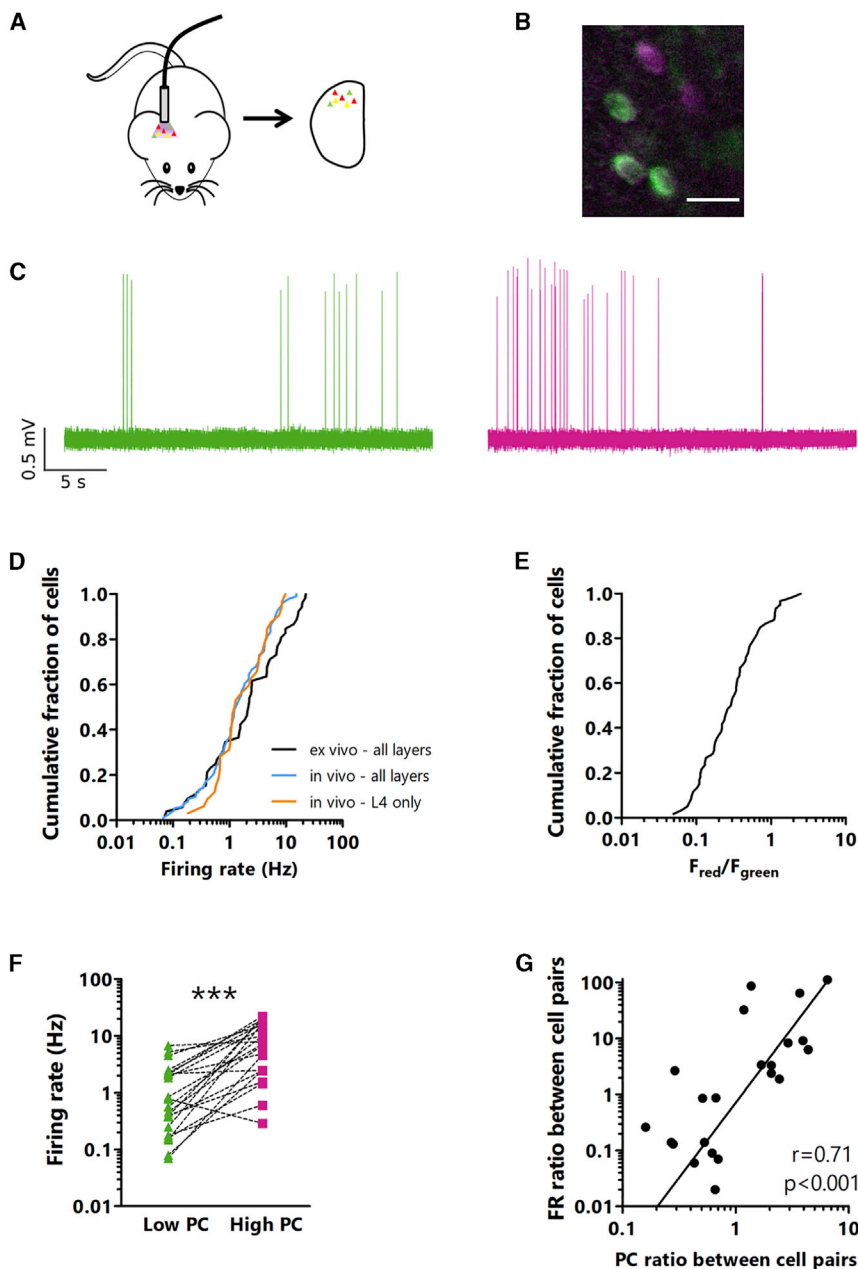 A
B
C
0.5 mV
5 s
D
Cumulative fraction of cells
1.0
0.8
0.6
0.4
0.2
0.0
ex vivo - all layers
in vivo - all layers
in vivo - L4 only
0.01 0.1 1 10 100
Firing rate (Hz)
E
Cumulative fraction of cells
1.0
0.8
0.6
0.4
0.2
0.0
0.01 0.1 1 10
Fred/Fgreen
F
Firing rate (Hz)
100
10
1
0.1
0.01
***
Low PC High PC
G
FR ratio between cell pairs
100
10
1
0.1
0.01
r=0.71
p<0.001
0.1 1 10
PC ratio between cell pairs